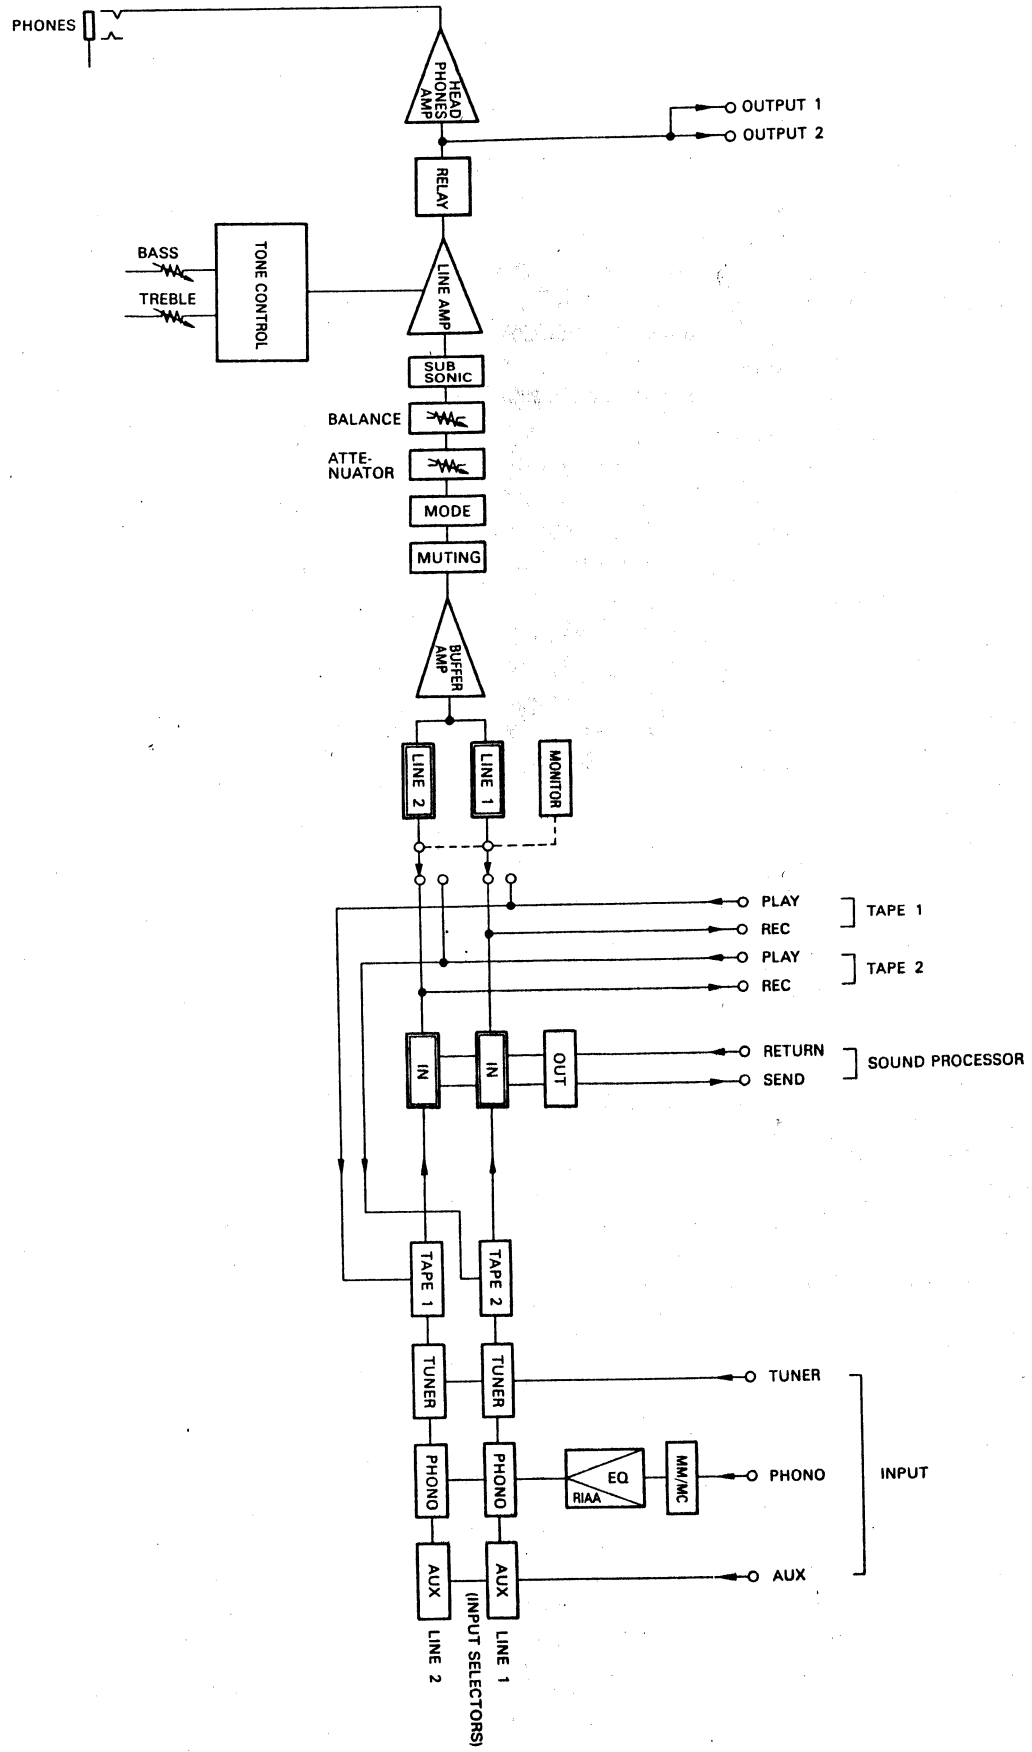 PHONES
HEAD
PHONES
AMP
OUTPUT 1
OUTPUT 2
RELAY
BASS
TREBLE
TONE CONTROL
LINE AMP
SUB
SONIC
BALANCE
ATTE-
NUATOR
MODE
MUTING
BUFFER
AMP
LINE 2
LINE 1
MONITOR
PLAY
REC
TAPE 1
PLAY
REC
TAPE 2
IN
IN
OUT
RETURN
SEND
SOUND PROCESSOR
TAPE 1
TAPE 2
TUNER
TUNER
TUNER
PHONO
PHONO
EQ
RIAA
MM/MC
PHONO
INPUT
AUX
AUX
AUX
LINE 2
(INPUT SELECTORS)
LINE 1